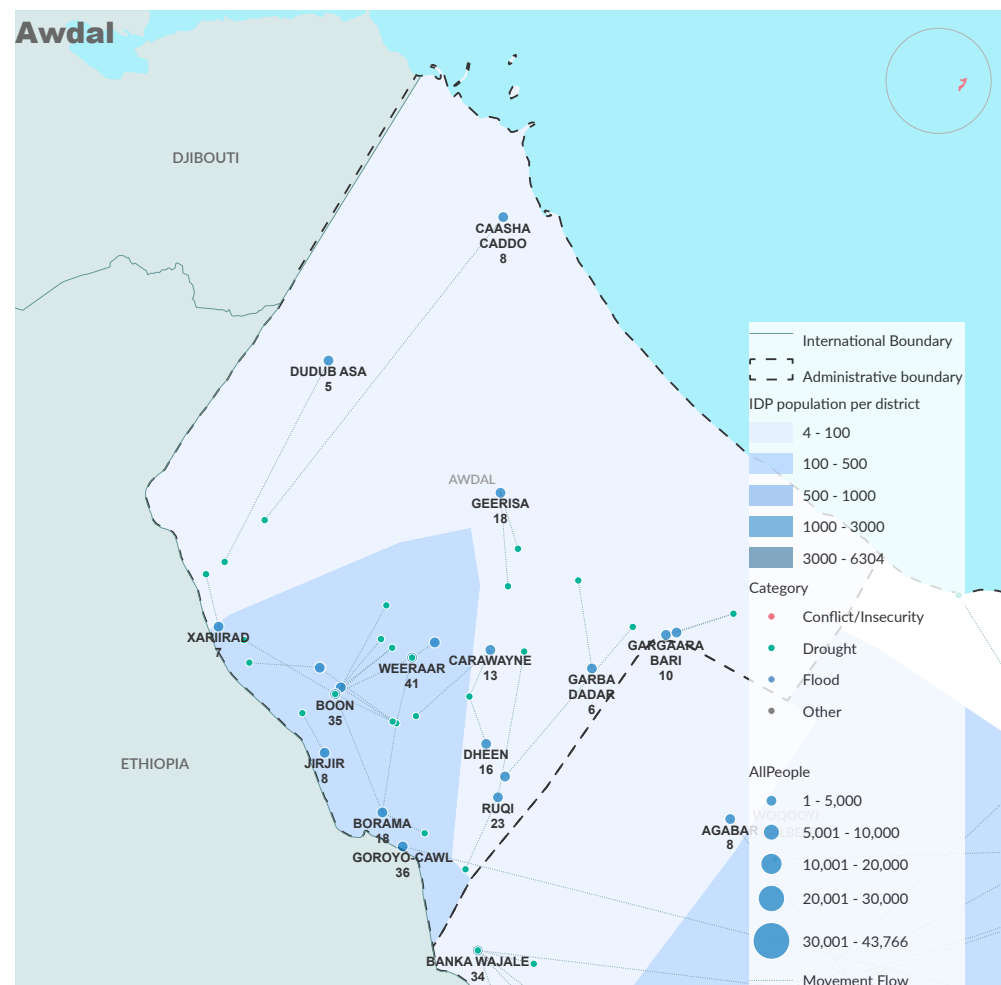 Awdal
DJIBOUTI
CAASHA
CADDO
8
DUDUB ASA
5
AWDAL
GEERISA
18
XARIIRAD
7
WEERAAR
41
CARAWAYNE
13
GARGAARA
BARI
10
GARBA
DADAR
6
BOON
35
ETHIOPIA
JIRJIR
8
DHEEN
16
RUQI
23
BORAMA
18
GOROYO-CAWL
36
AGABAR
8
BANKA WAJALE
34
International Boundary
Administrative boundary
IDP population per district
4 - 100
100 - 500
500 - 1000
1000 - 3000
3000 - 6304
Category
Conflict/Insecurity
Drought
Flood
Other
AllPeople
1 - 5,000
WOQOOYI
5,001 - 10,000
10,001 - 20,000
20,001 - 30,000
30,001 - 43,766
Movement Flow